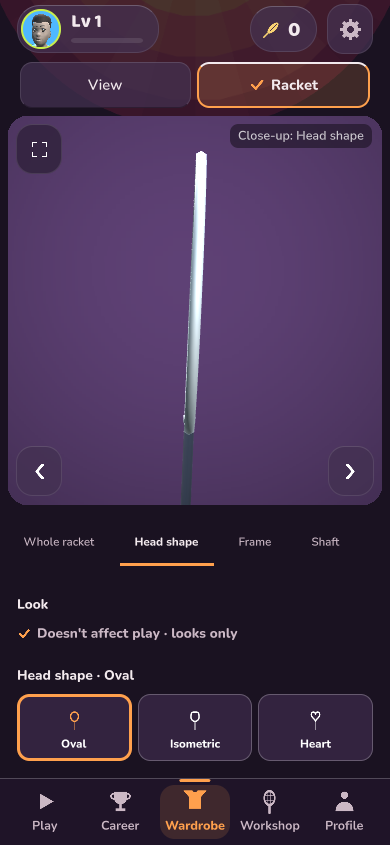 Lv 1
0
View
Racket
Close-up: Head shape
Whole racket
Head shape
Frame
Shaft
Look
Doesn't affect play · looks only
Head shape · Oval
Oval
Isometric
Heart
Play
Career
Wardrobe
Workshop
Profile